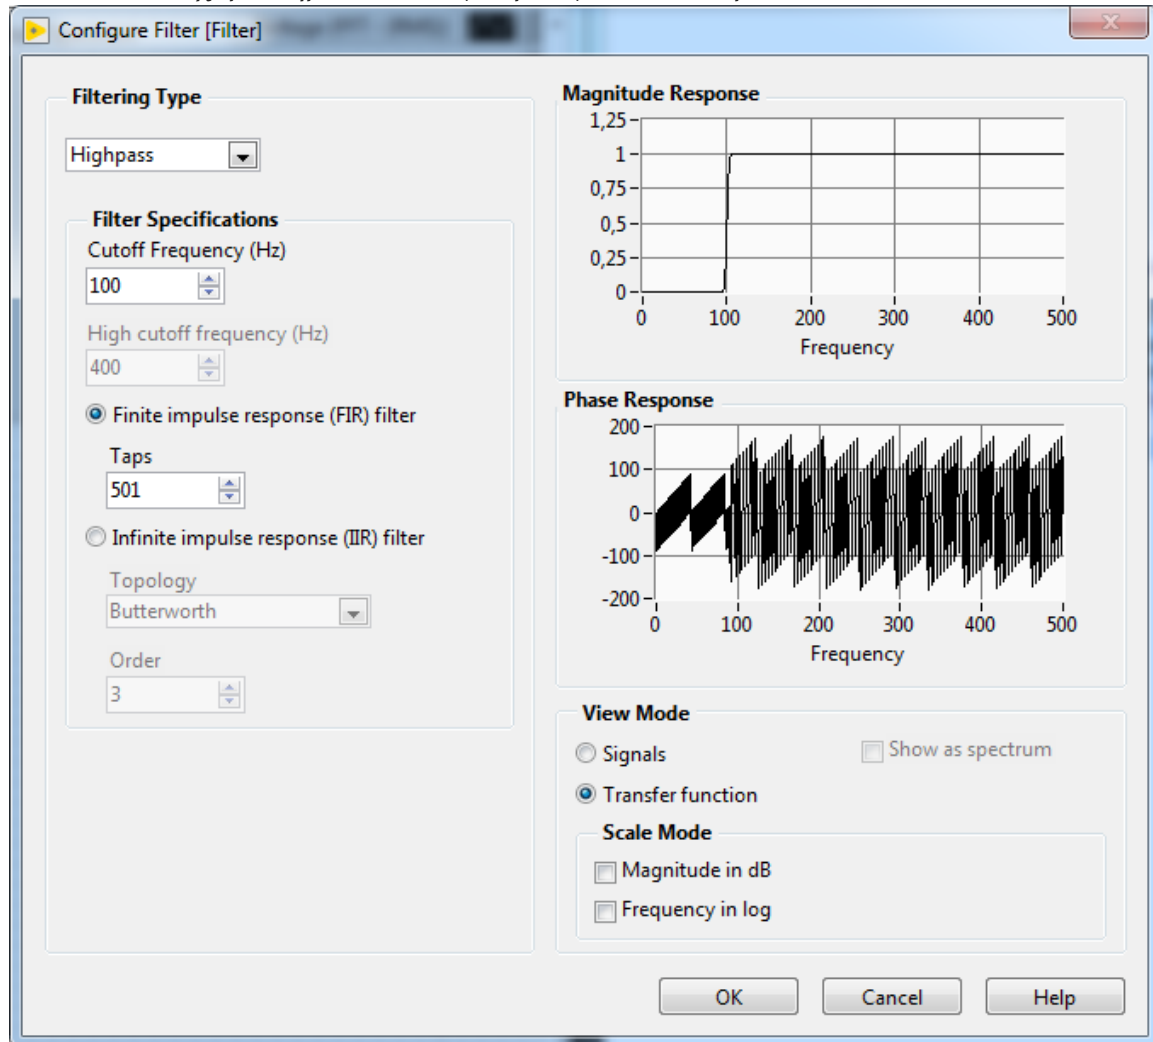 Configure Filter [Filter]
Filtering Type
Highpass
Filter Specifications
Cutoff Frequency (Hz)
100
High cutoff frequency (Hz)
400
Finite impulse response (FIR) filter
Taps
501
Infinite impulse response (IIR) filter
Topology
Butterworth
Order
3
Magnitude Response
1,25
1
0,75
0,5
0,25
0
0 100 200 300 400 500
Frequency
Phase Response
200
100
0
-100
-200
0 100 200 300 400 500
Frequency
View Mode
Signals
Show as spectrum
Transfer function
Scale Mode
Magnitude in dB
Frequency in log
OK Cancel Help